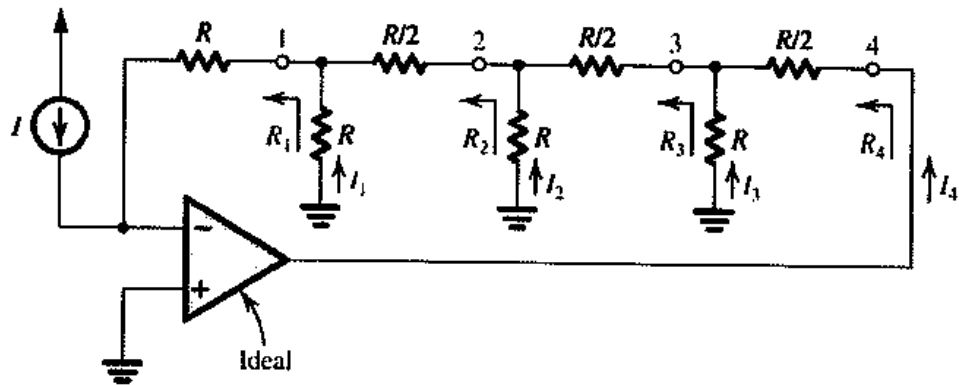 R 1 R/2 2 R/2 3 R/2 4
I
R₁ R R₂ R R₃ R R₄
I₁ I₂ I₃ I₄
−
+
Ideal